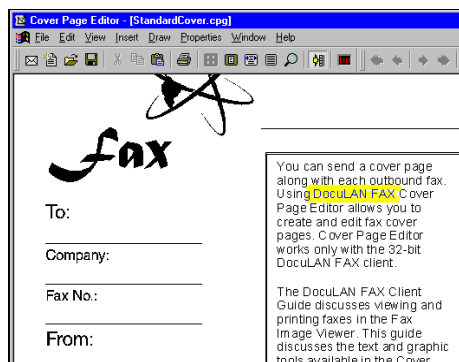 Cover Page Editor - [StandardCover.cpg]
File Edit View Insert Draw Properties Window Help
fax
To:
Company:
Fax No.:
From:
You can send a cover page
along with each outbound fax.
Using DocuLAN FAX Cover
Page Editor allows you to
create and edit fax cover
pages. Cover Page Editor
works only with the 32-bit
DocuLAN FAX client.
The DocuLAN FAX Client
Guide discusses viewing and
printing faxes in the Fax
Image Viewer. This guide
discusses the text and graphic
tools available in the Cover